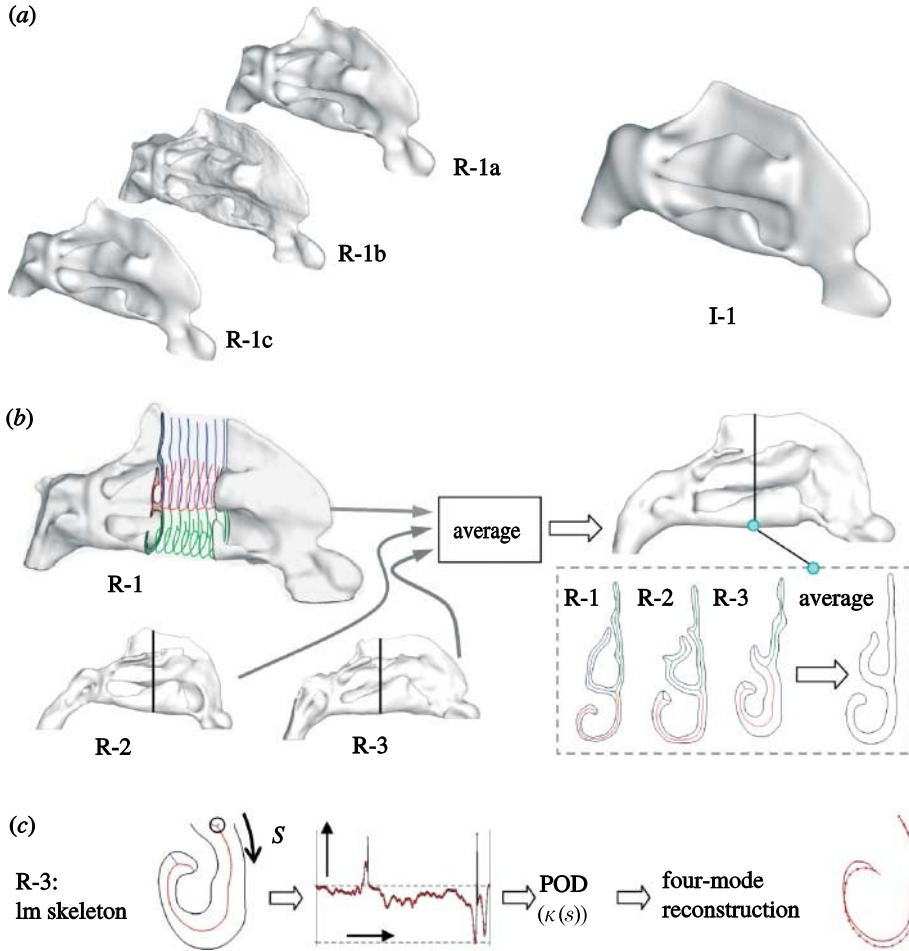 (a)
R-1a
R-1b
R-1c
I-1
(b)
R-1
average
R-2
R-3
R-1 R-2 R-3 average
(c)
R-3:
lm skeleton
S
POD
(κ(s))
four-mode
reconstruction